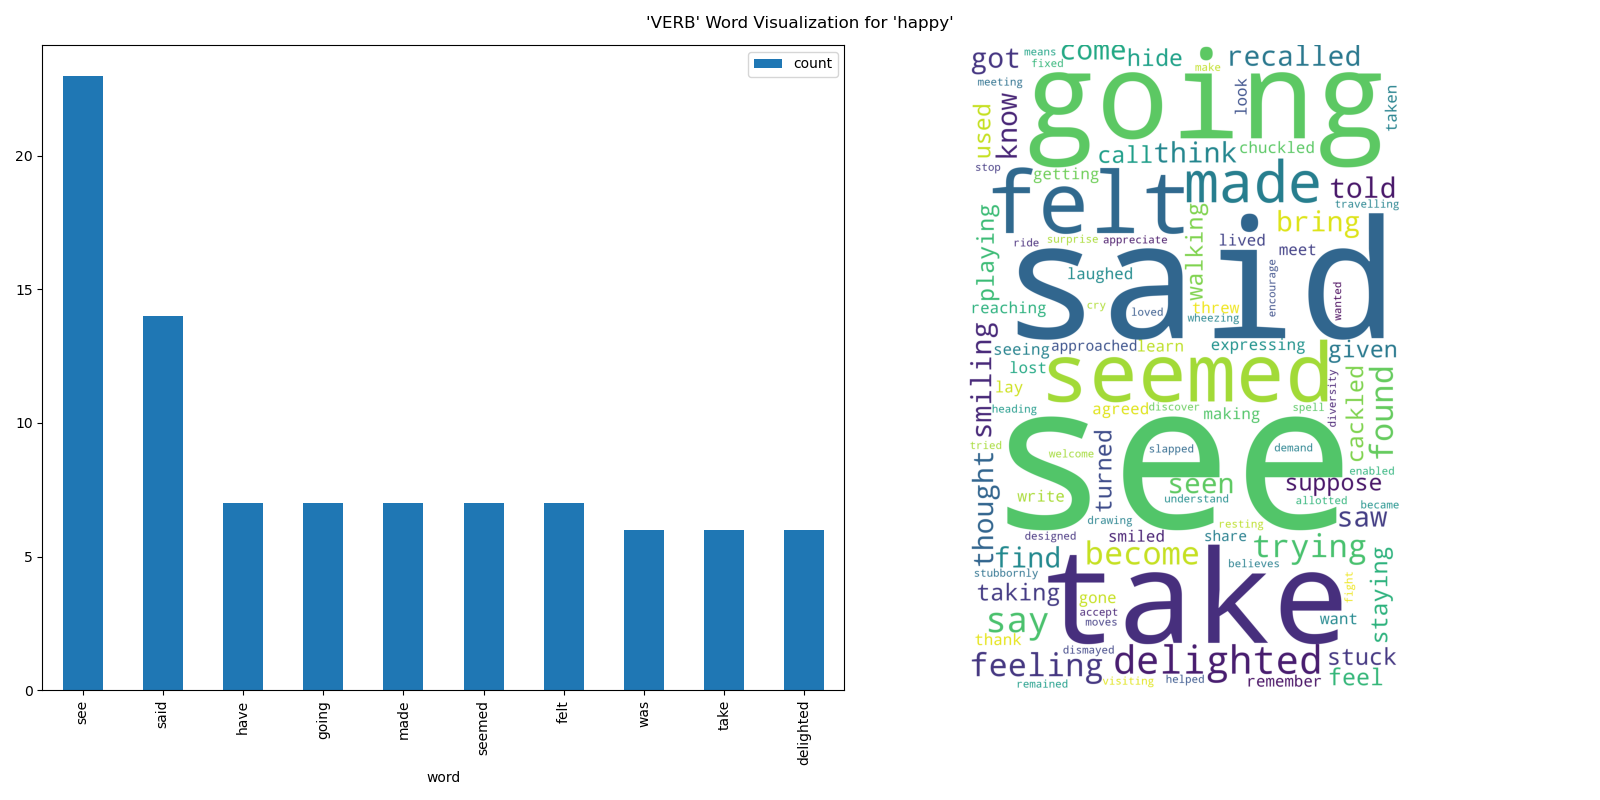 'VERB' Word Visualization for 'happy'
count
20
15
10
5
0
see
said
have
going
made
seemed
felt
was
take
delighted
word
got
means
fixed
come
hide
make
recalled
meeting
going
look
taken
used
know
stop
call
think
chuckled
getting
felt
made
told
travelling
playing
walking
bring
ride
surprise
appreciate
lived
meet
said
laughed
encourage
wanted
reaching
cry
loved
threw
wheezing
smiling
seeing
approached
learn
expressing
given
lost
seemed
lay
diversity
cackled
found
heading
agreed
discover
making
spell
tried
see
welcome
turned
slapped
demand
thought
enabled
write
seen
understand
suppose
allotted
became
drawing
resting
saw
designed
smiled
share
trying
find
become
believes
stubbornly
staying
taking
take
gone
fight
accept
moves
say
want
thank
dismayed
feeling
delighted
stuck
remained
visiting
helped
remember
feel